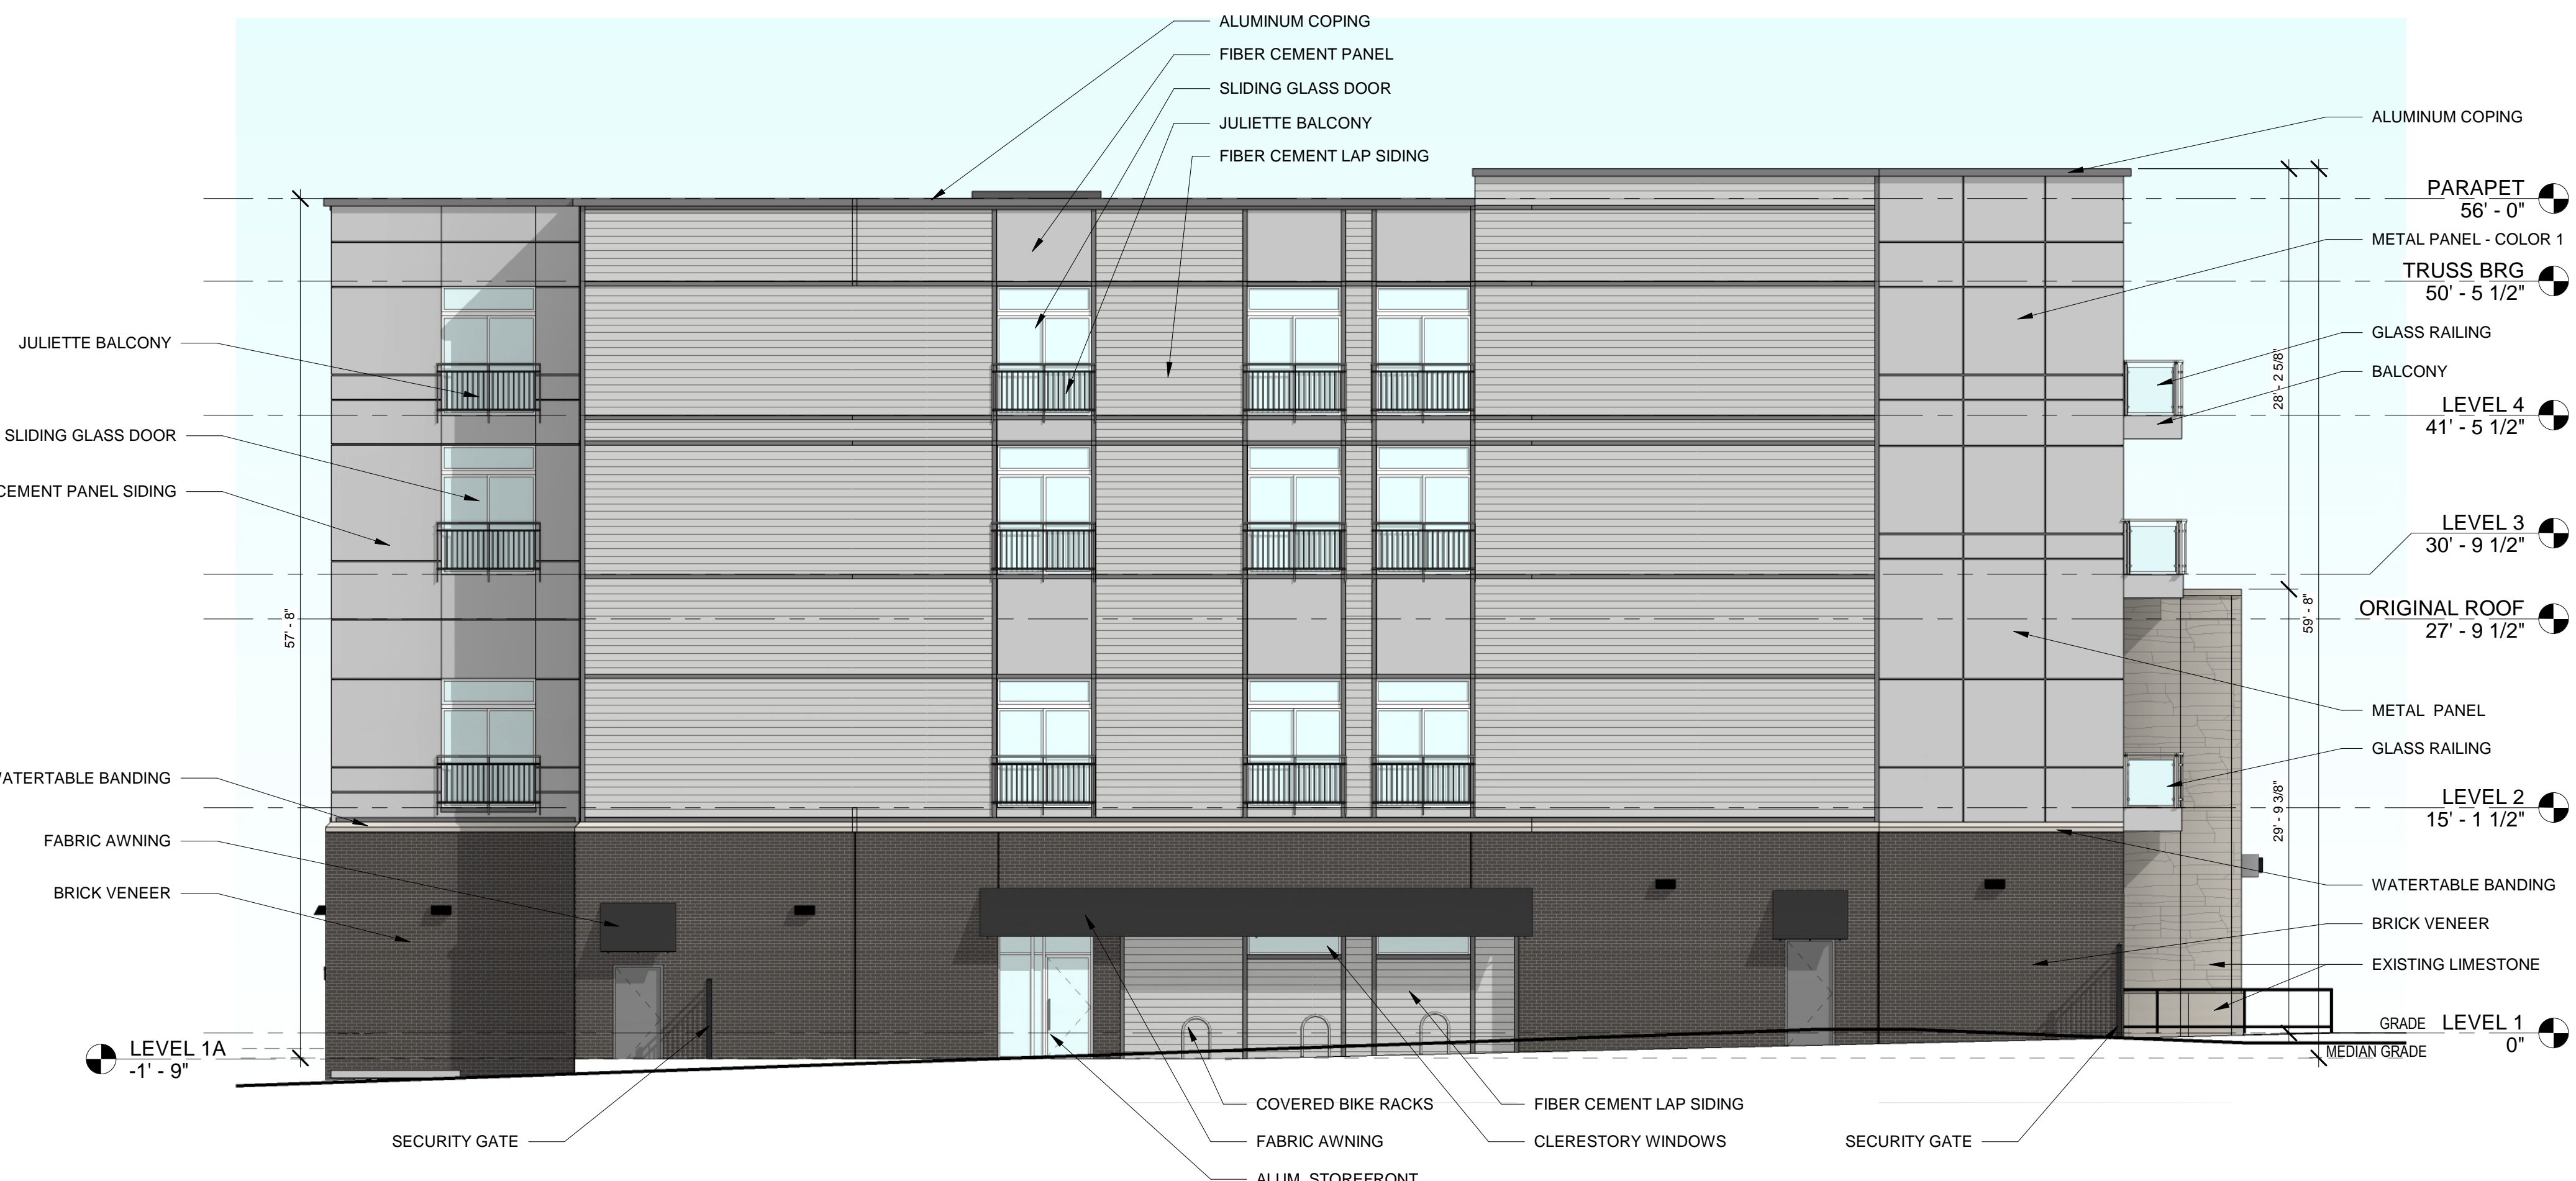 ALUMINUM COPING
FIBER CEMENT PANEL
SLIDING GLASS DOOR
JULIETTE BALCONY
FIBER CEMENT LAP SIDING
JULIETTE BALCONY
SLIDING GLASS DOOR
CEMENT PANEL SIDING
WATERTABLE BANDING
FABRIC AWNING
BRICK VENEER
57' - 8"
LEVEL 1A
-1' - 9"
SECURITY GATE
COVERED BIKE RACKS
FABRIC AWNING
ALUM. STOREFRONT
FIBER CEMENT LAP SIDING
CLERESTORY WINDOWS
SECURITY GATE
ALUMINUM COPING
PARAPET
56' - 0"
METAL PANEL - COLOR 1
TRUSS BRG
50' - 5 1/2"
GLASS RAILING
BALCONY
28' - 2 5/8"
LEVEL 4
41' - 5 1/2"
LEVEL 3
30' - 9 1/2"
ORIGINAL ROOF
27' - 9 1/2"
59' - 8"
METAL PANEL
GLASS RAILING
LEVEL 2
15' - 1 1/2"
29' - 9 3/8"
WATERTABLE BANDING
BRICK VENEER
EXISTING LIMESTONE
GRADE
LEVEL 1
0"
MEDIAN GRADE